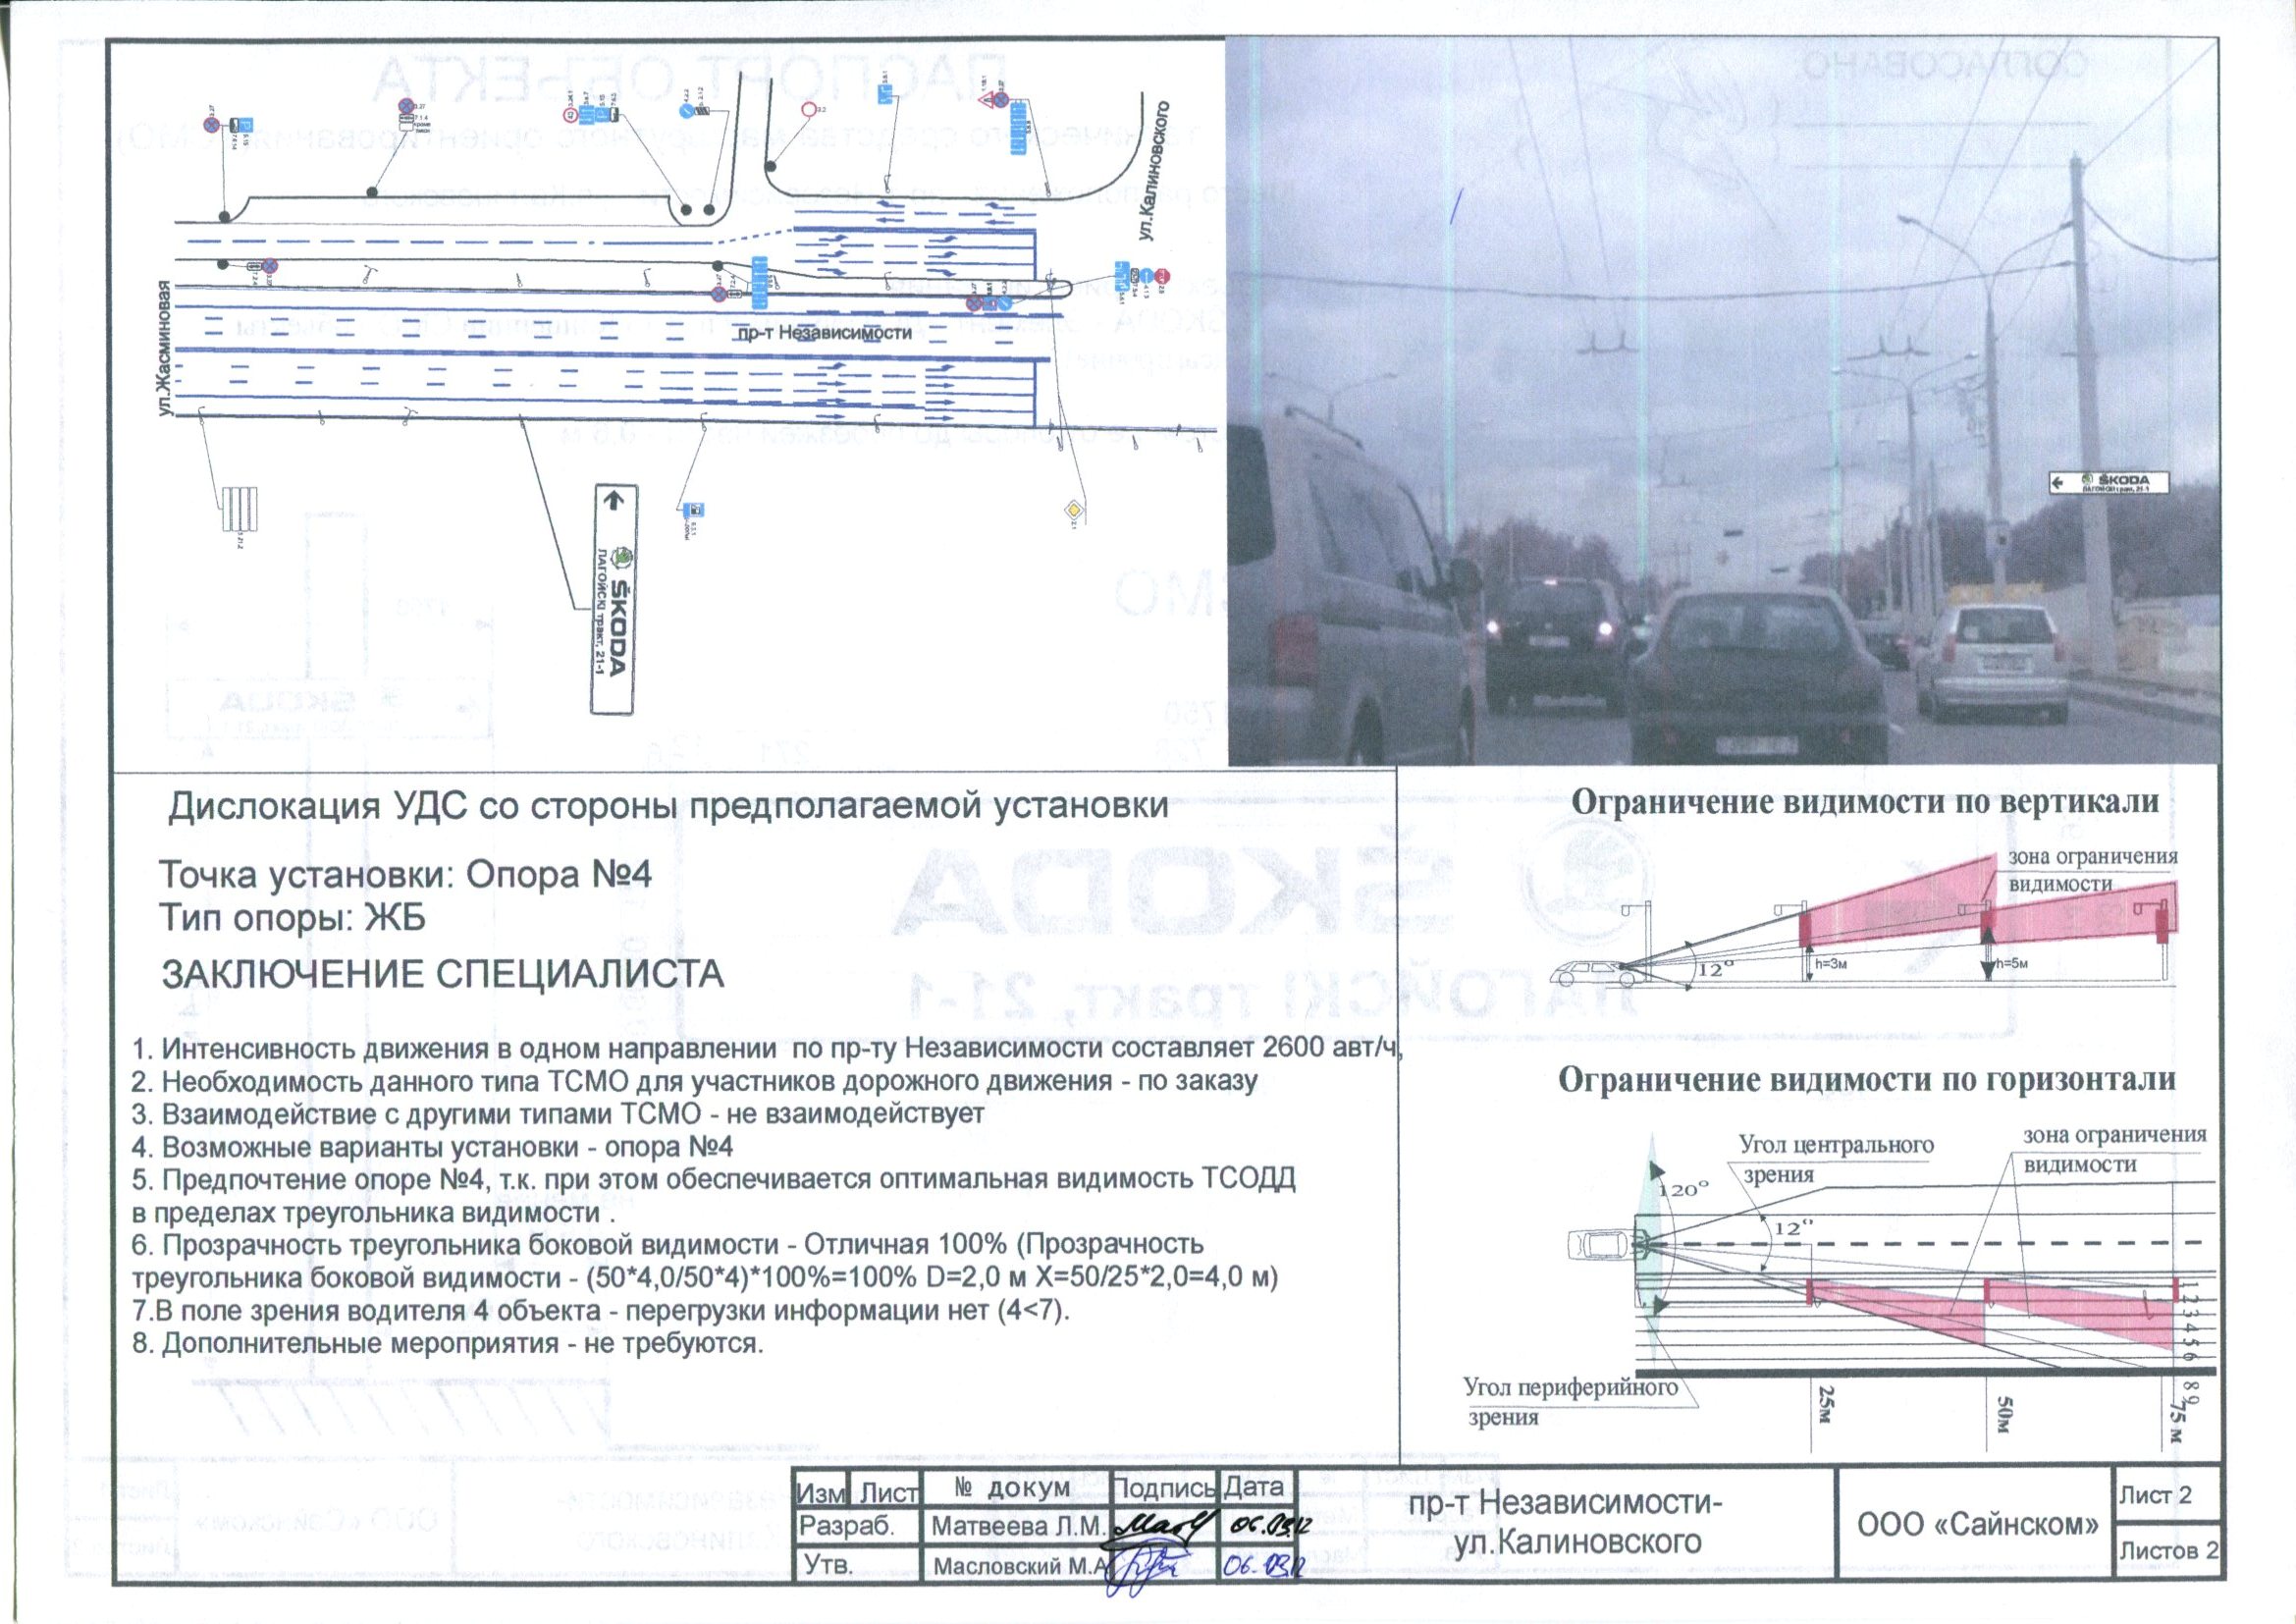 ул.Жасминовая
ул.Калиновского
пр-т Независимости
ŠKODA
ЛАГОЙСКІ тракт, 21-1
ŠKODA
ЛАГОЙСКІ тракт, 21-1
Дислокация УДС со стороны предполагаемой установки
Точка установки: Опора №4
Тип опоры: ЖБ
ЗАКЛЮЧЕНИЕ СПЕЦИАЛИСТА
1. Интенсивность движения в одном направлении по пр-ту Независимости составляет 2600 авт/ч,
2. Необходимость данного типа ТСМО для участников дорожного движения - по заказу
3. Взаимодействие с другими типами ТСМО - не взаимодействует
4. Возможные варианты установки - опора №4
5. Предпочтение опоре №4, т.к. при этом обеспечивается оптимальная видимость ТСОДД
в пределах треугольника видимости .
6. Прозрачность треугольника боковой видимости - Отличная 100% (Прозрачность
треугольника боковой видимости - (50*4,0/50*4)*100%=100% D=2,0 м X=50/25*2,0=4,0 м)
7.В поле зрения водителя 4 объекта - перегрузки информации нет (4<7).
8. Дополнительные мероприятия - не требуются.
Ограничение видимости по вертикали
зона ограничения
видимости
12°
h=3м
h=5м
Ограничение видимости по горизонтали
Угол центрального
зрения
зона ограничения
видимости
120°
12°
1 2 3 4 5 6
8 9
Угол периферийного
зрения
25м
50м
75 м
Изм Лист № докум Подпись Дата
Разраб. Матвеева Л.М. 06.09.12
Утв. Масловский М.А 06.09.12
пр-т Независимости-
ул.Калиновского
ООО «Сайнском»
Лист 2
Листов 2